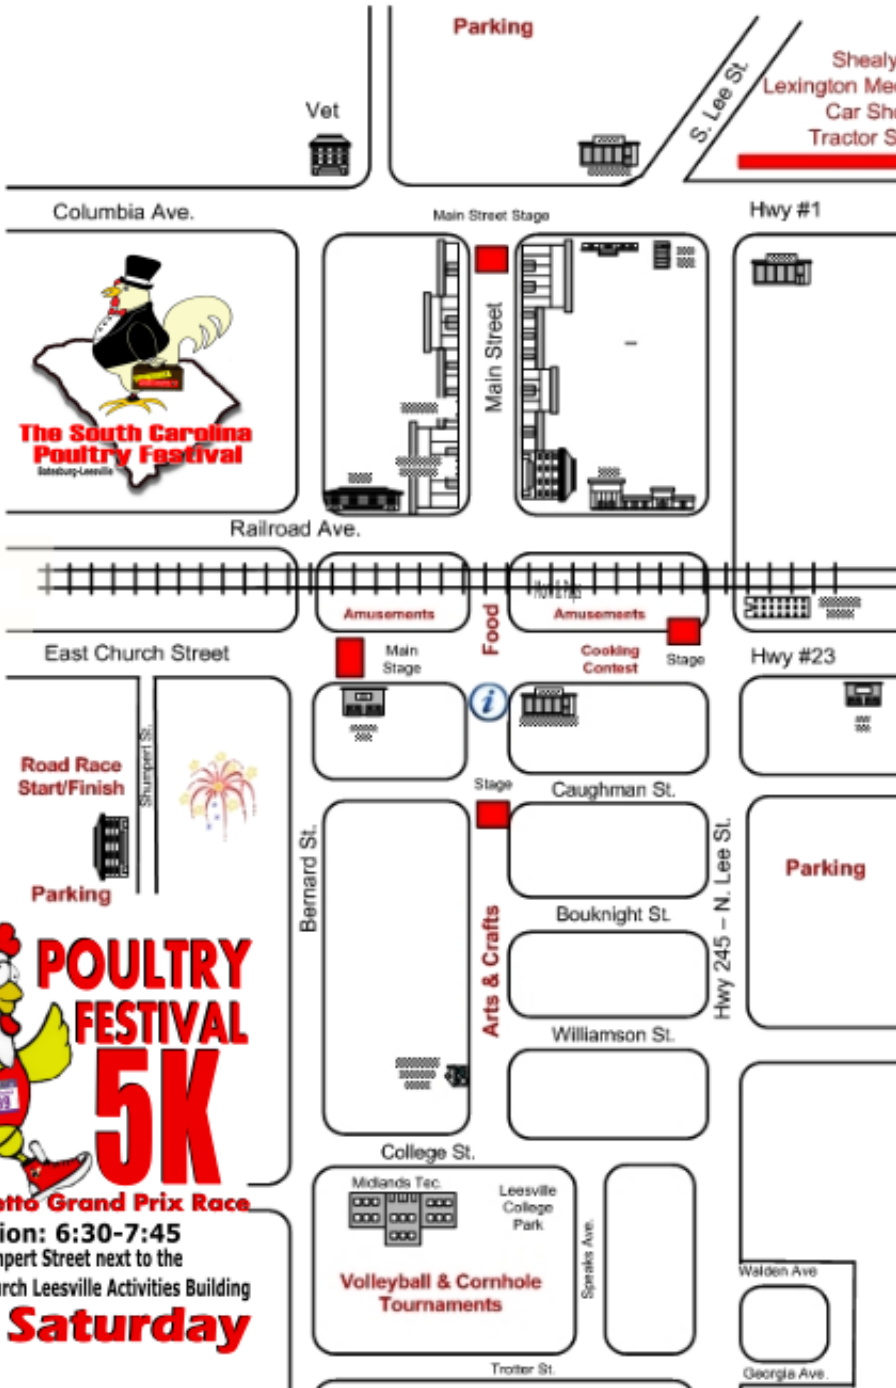 Parking
S. Lee St.
Shealy
Lexington Me
Car Sh
Tractor S
Vet
Columbia Ave.
Main Street Stage
Hwy #1
Main Street
The South Carolina
Poultry Festival
Batesburg-Leesville
Railroad Ave.
Amusements
Food
Amusements
East Church Street
Main
Stage
Cooking
Contest
Stage
Hwy #23
i
Road Race
Start/Finish
Shumpert St.
Parking
Stage
Caughman St.
Bernard St.
Hwy 245 – N. Lee St.
Parking
Arts & Crafts
Bouknight St.
Williamson St.
POULTRY
FESTIVAL
5K
College St.
etto Grand Prix Race
ion: 6:30-7:45
pert Street next to the
urch Leesville Activities Building
Saturday
Midlands Tec.
Leesville
College
Park
Speaks Ave.
Volleyball & Cornhole
Tournaments
Walden Ave
Trotter St.
Georgia Ave.